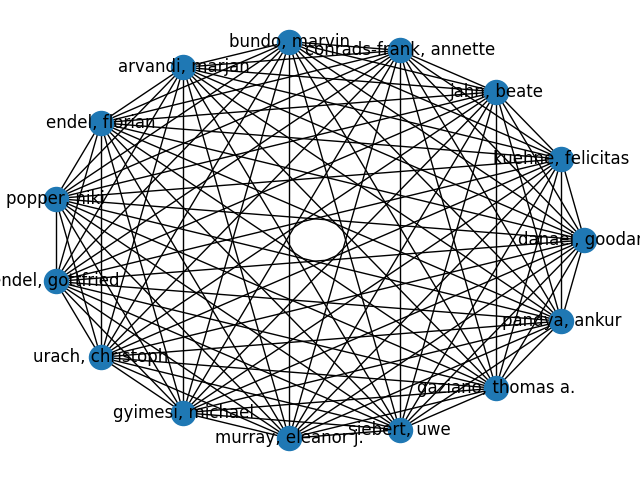 bundo, marvin
conrads-frank, annette
arvandi, marjan
jahn, beate
endel, florian
kuehne, felicitas
popper, niki
danaei, goodar
endel, gottfried
pandya, ankur
urach, christoph
gaziano, thomas a.
gyimesi, michael
siebert, uwe
murray, eleanor j.